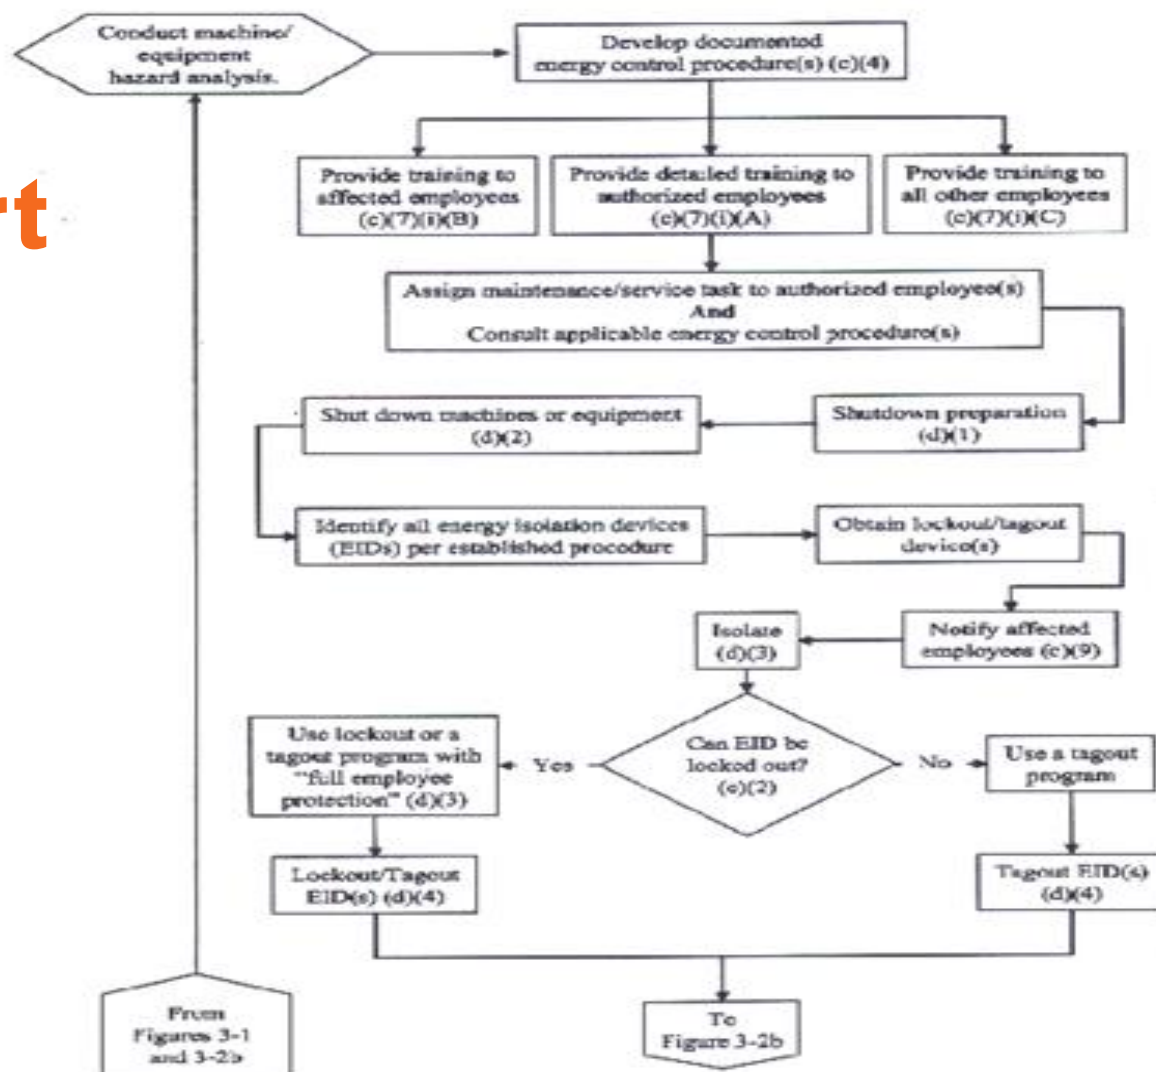 Conduct machine/
equipment
hazard analysis.
Develop documented
energy control procedure(s) (c)(4)
rt
Provide training to
affected employees
(c)(7)(i)(B)
Provide detailed training to
authorized employees
(c)(7)(i)(A)
Provide training to
all other employees
(c)(7)(i)(C)
Assign maintenance/service task to authorized employee(s)
And
Consult applicable energy control procedure(s)
Shut down machines or equipment
(d)(2)
Shutdown preparation
(d)(1)
Identify all energy isolation devices
(EIDs) per established procedure
Obtain lockout/tagout
device(s)
Isolate
(d)(3)
Notify affected
employees (c)(9)
Use lockout or a
tagout program with
"full employee
protection" (d)(3)
Yes
Can EID be
locked out?
(c)(2)
No
Use a tagout
program
Lockout/Tagout
EID(s) (d)(4)
Tagout EID(s)
(d)(4)
From
Figures 3-1
and 3-2b
To
Figure 3-2b